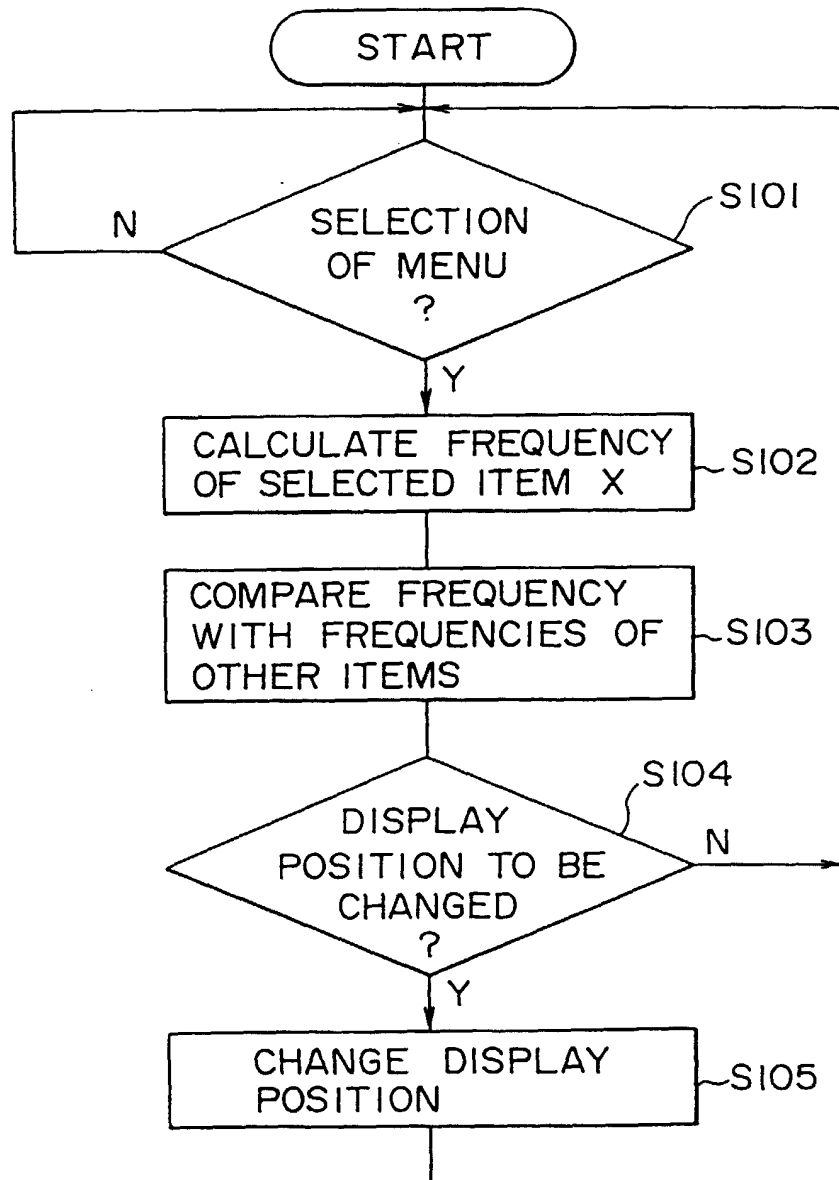 START
SELECTION
OF MENU
?
S101
N
Y
CALCULATE FREQUENCY
OF SELECTED ITEM X
S102
COMPARE FREQUENCY
WITH FREQUENCIES OF
OTHER ITEMS
S103
DISPLAY
POSITION TO BE
CHANGED
?
S104
N
Y
CHANGE DISPLAY
POSITION
S105